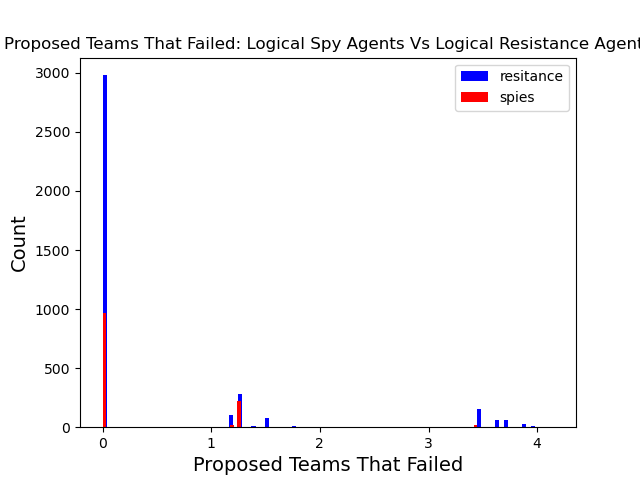 Proposed Teams That Failed: Logical Spy Agents Vs Logical Resistance Agent
resitance
spies
3000
2500
2000
1500
1000
500
0
Count
0 1 2 3 4
Proposed Teams That Failed